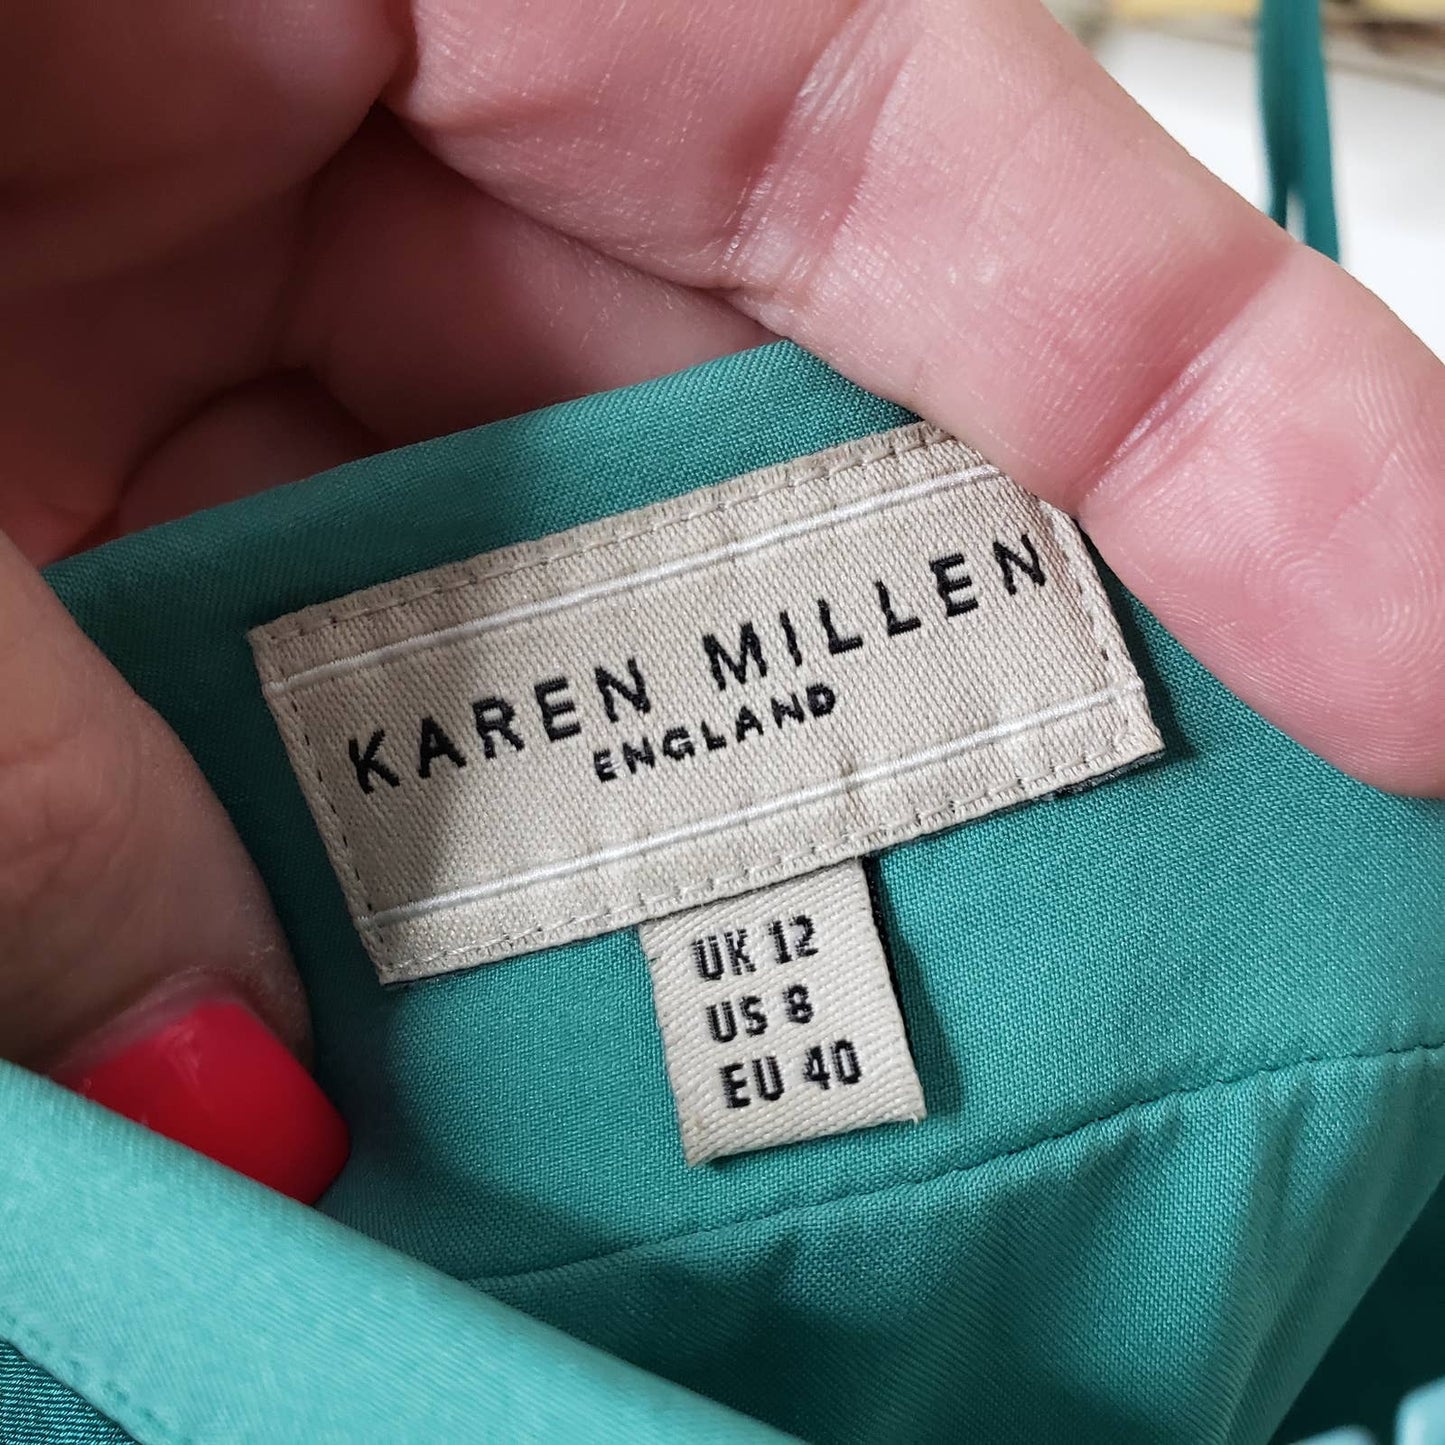 KAREN MILLEN
ENGLAND
UK 12
US 8
EU 40